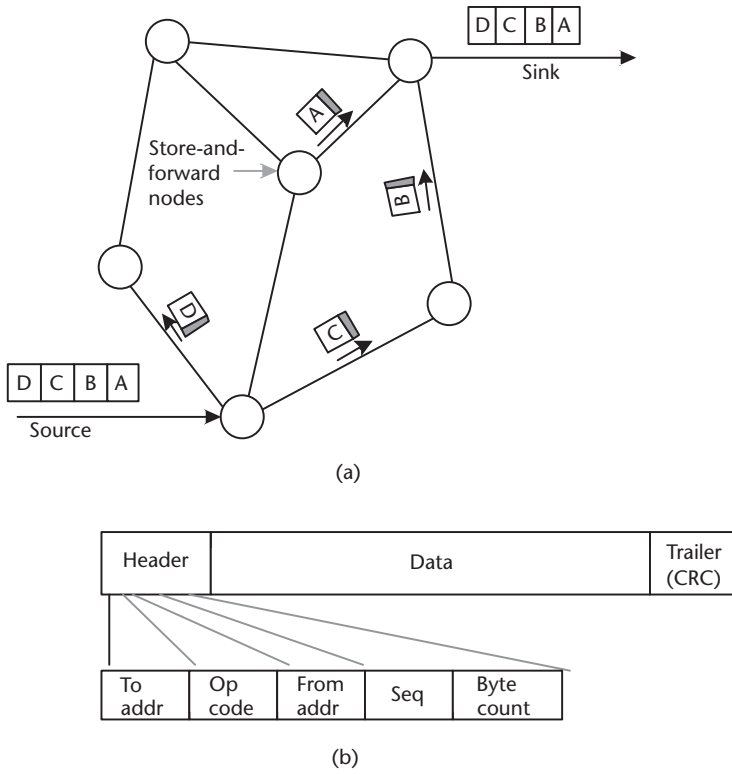 D C B A
Sink
A
Store-and-
forward
nodes
B
D
C
D C B A
Source
(a)
Header Data Trailer
(CRC)
To
addr Op
code From
addr Seq Byte
count
(b)